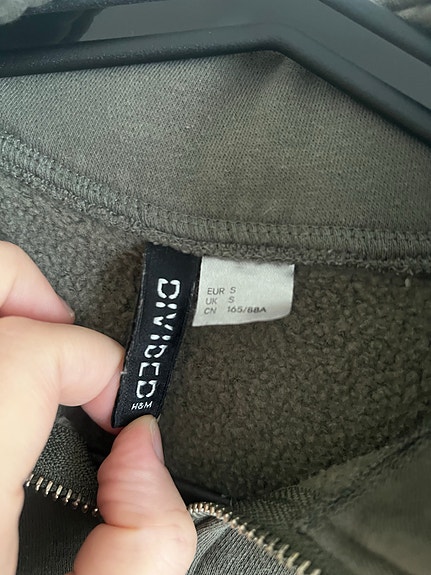 DIVIDED
H&M
EUR S
UK S
CN 165/88A